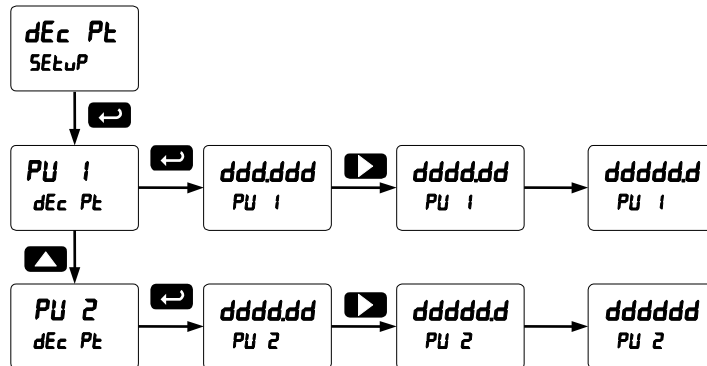 dEc Pt
SEtuP
PU 1
dEc Pt
ddd.ddd
PU 1
dddd.dd
PU 1
ddddd.d
PU 1
PU 2
dEc Pt
dddd.dd
PU 2
ddddd.d
PU 2
dddddd
PU 2